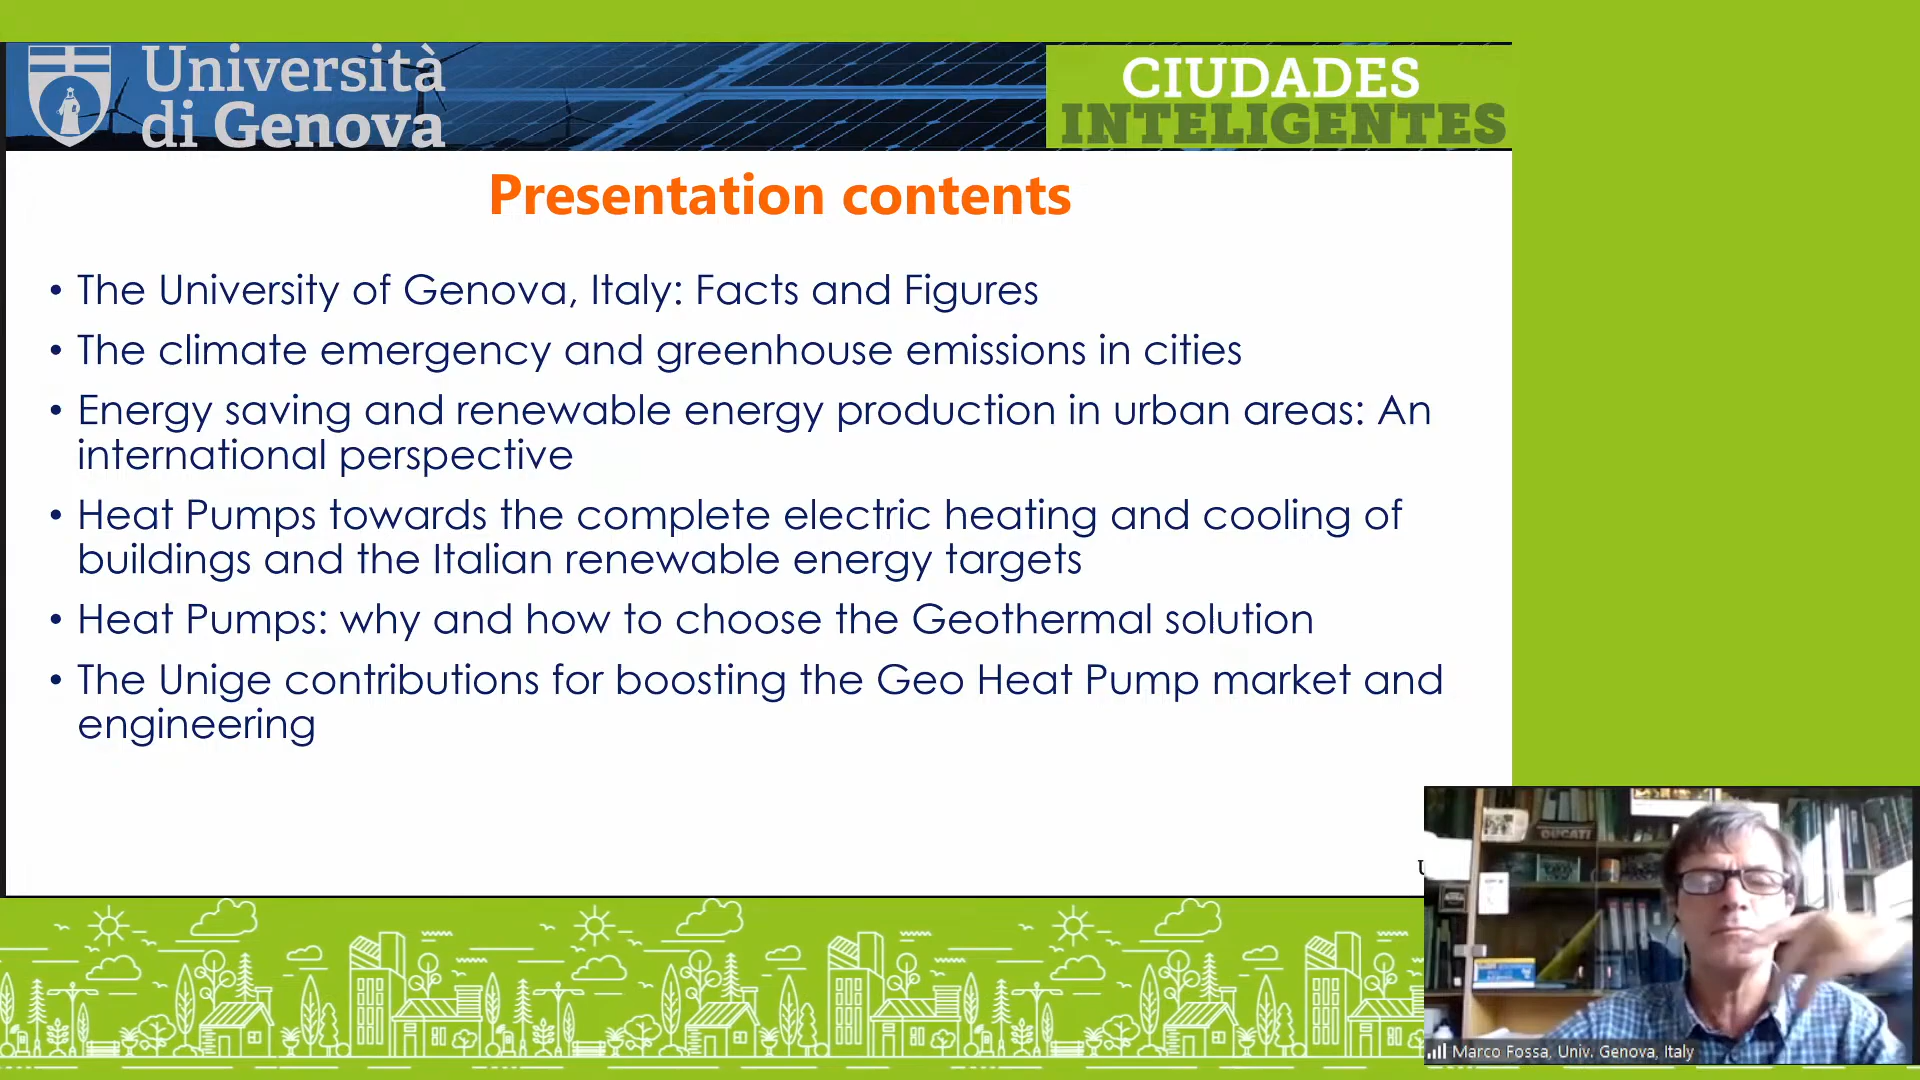 Università
di Genova
CIUDADES
INTELIGENTES
Presentation contents
• The University of Genova, Italy: Facts and Figures
• The climate emergency and greenhouse emissions in cities
• Energy saving and renewable energy production in urban areas: An
international perspective
• Heat Pumps towards the complete electric heating and cooling of
buildings and the Italian renewable energy targets
• Heat Pumps: why and how to choose the Geothermal solution
• The Unige contributions for boosting the Geo Heat Pump market and
engineering
DUCATI
Marco Fossa, Univ. Genova, Italy